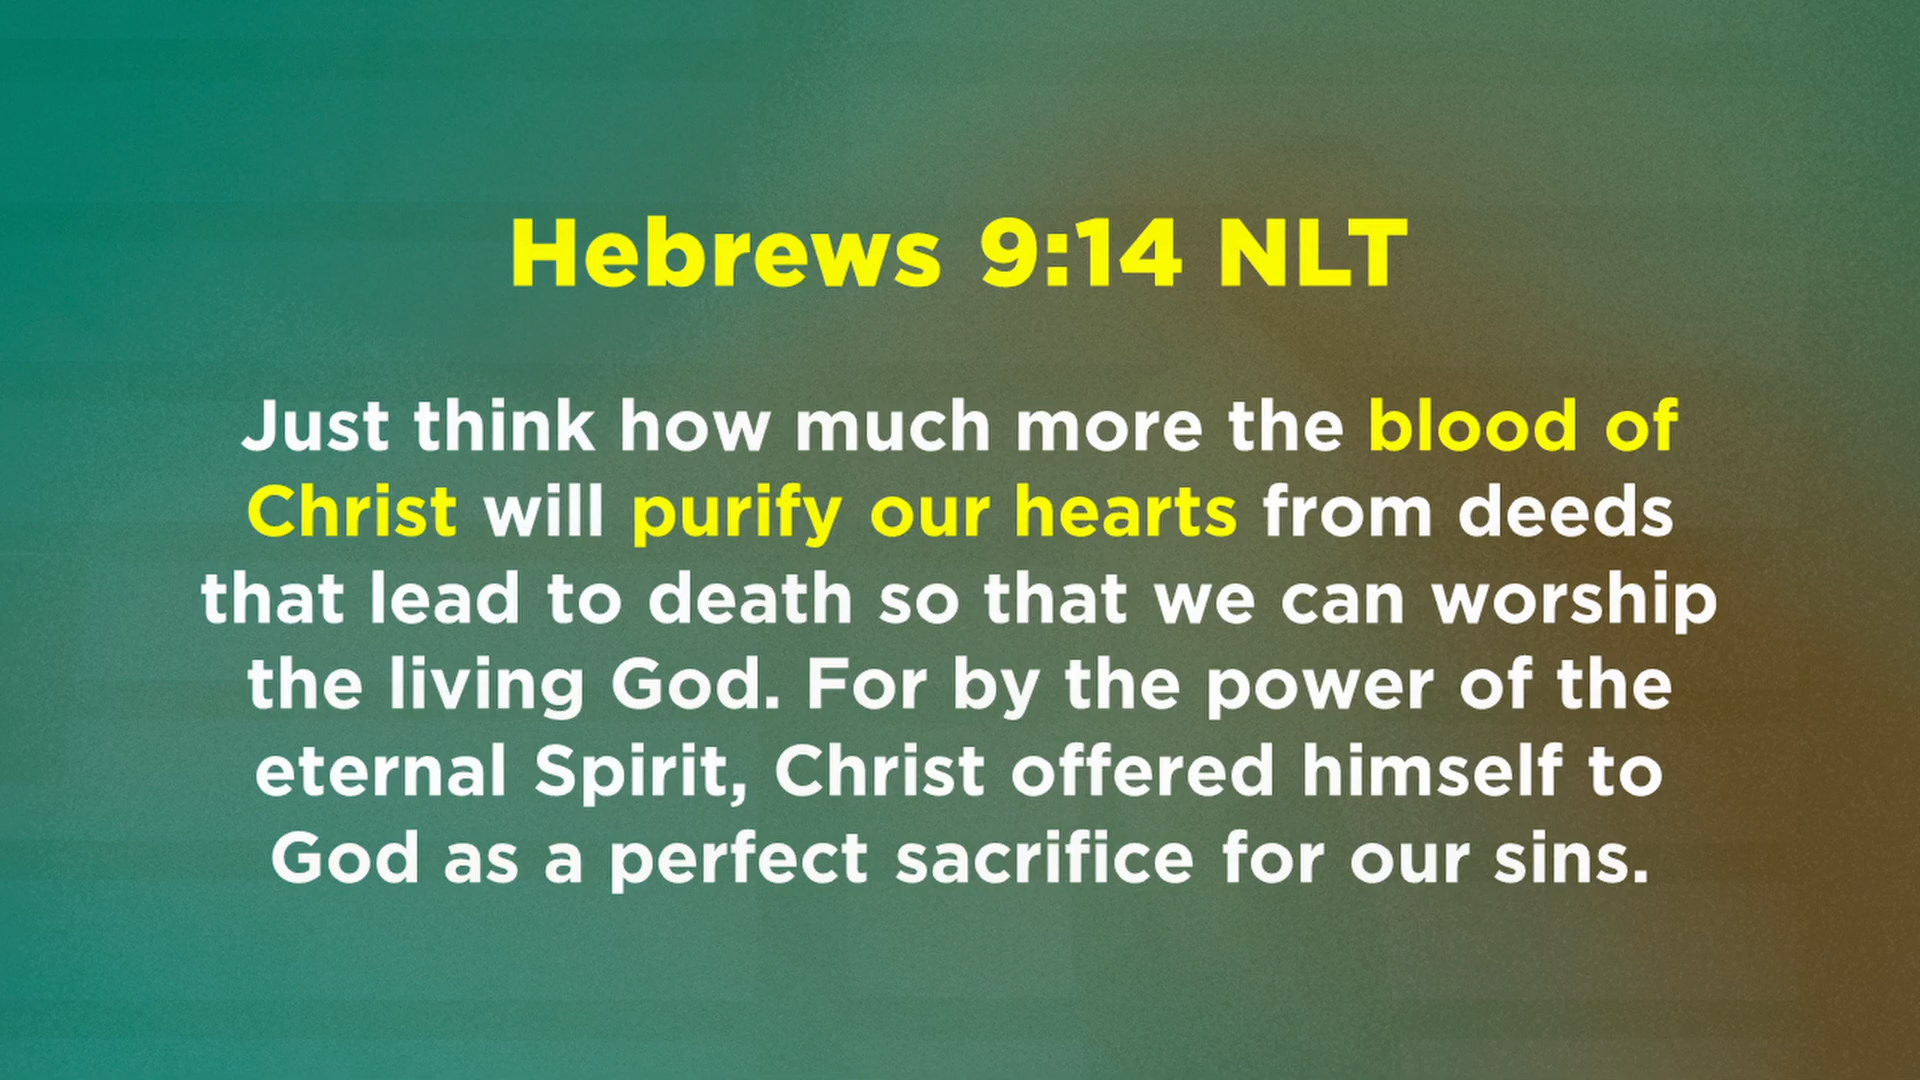 Hebrews 9:14 NLT
Just think how much more the blood of
Christ will purify our hearts from deeds
that lead to death so that we can worship
the living God. For by the power of the
eternal Spirit, Christ offered himself to
God as a perfect sacrifice for our sins.